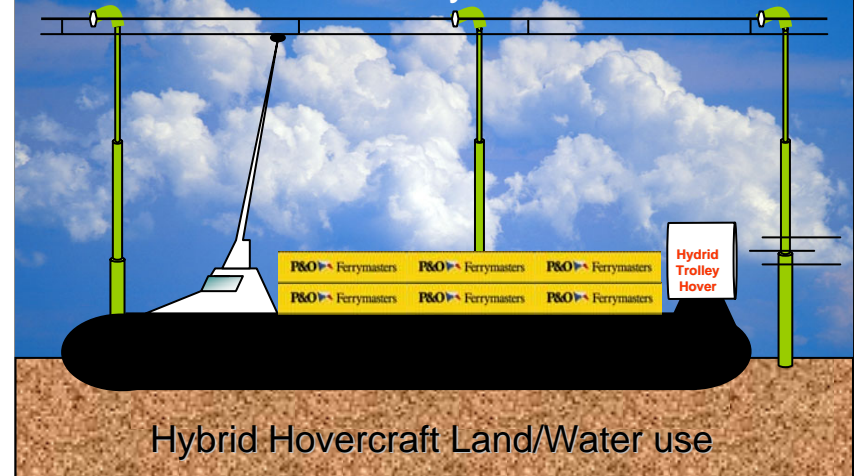 P&O Ferrymasters P&O Ferrymasters P&O Ferrymasters
P&O Ferrymasters P&O Ferrymasters P&O Ferrymasters
Hydrid
Trolley
Hover
Hybrid Hovercraft Land/Water use